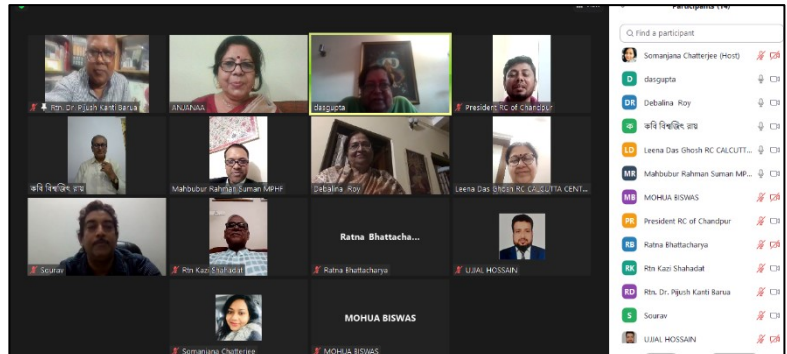 View
Participants (14)
Find a participant
Rtn. Dr. Pijush Kanti Barua
ANJANAA
dasgupta
President RC of Chandpur
কবি বিশ্বজিৎ রায়
Mahbubur Rahman Suman MPHF
Debalina Roy
Leena Das Ghosh RC CALCUTTA CENT...
Sourav
Rtn Kazi Shahadat
Ratna Bhattacha...
Ratna Bhattacharya
UJJAL HOSSAIN
Somanjana Chatterjee
MOHUA BISWAS
MOHUA BISWAS
Somanjana Chatterjee (Host)
D dasgupta
DR Debalina Roy
ক কবি বিশ্বজিৎ রায়
LD Leena Das Ghosh RC CALCUTT...
MR Mahbubur Rahman Suman MP...
MB MOHUA BISWAS
PR President RC of Chandpur
RB Ratna Bhattacharya
RK Rtn Kazi Shahadat
RD Rtn. Dr. Pijush Kanti Barua
S Sourav
UJJAL HOSSAIN